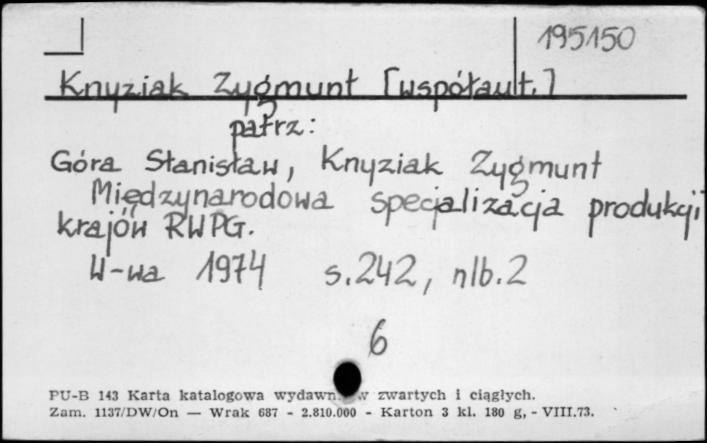 195150
Knyziak Zygmunt [współaut.]
patrz:
Góra Stanisław, Knyziak Zygmunt
Międzynarodowa specjalizacja produkcji
krajów RWPG.
W-wa 1974 s. 242, nlb. 2
6
PU-B 143 Karta katalogowa wydawn w zwartych i ciągłych.
Zam. 1137/DW/On — Wrak 687 - 2.810.000 - Karton 3 kl. 180 g, - VIII.73.